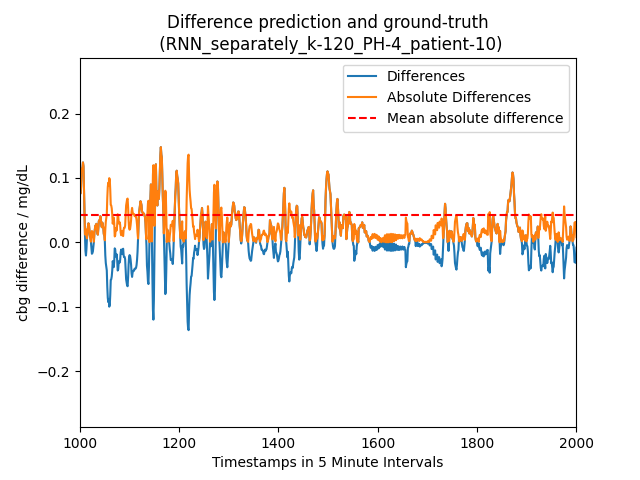 Difference prediction and ground-truth
(RNN_separately_k-120_PH-4_patient-10)
Differences
Absolute Differences
Mean absolute difference
cbg difference / mg/dL
0.2
0.1
0.0
−0.1
−0.2
1000 1200 1400 1600 1800 2000
Timestamps in 5 Minute Intervals